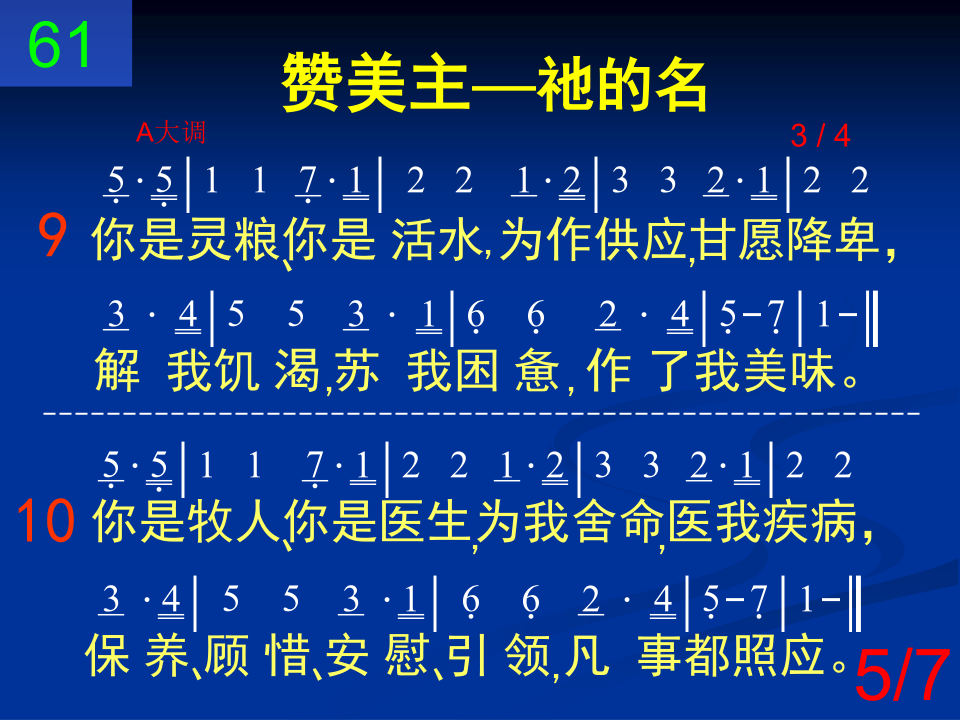 61
赞美主—祂的名
A大调 3 / 4
5 · 5 | 1 1 7 · 1 | 2 2 1 · 2 | 3 3 2 · 1 | 2 2
9 你是灵粮、你是 活水,为作供应,甘愿降卑,
3 · 4 | 5 5 3 · 1 | 6 6 2 · 4 | 5-7 | 1-‖
解 我饥 渴,苏 我困 惫, 作 了我美味。
5 · 5 | 1 1 7 · 1 | 2 2 1 · 2 | 3 3 2 · 1 | 2 2
10 你是牧人、你是医生,为我舍命,医我疾病,
3 · 4 | 5 5 3 · 1 | 6 6 2 · 4 | 5-7 | 1-‖
保 养、顾 惜、安 慰、引 领,凡 事都照应。
5/7